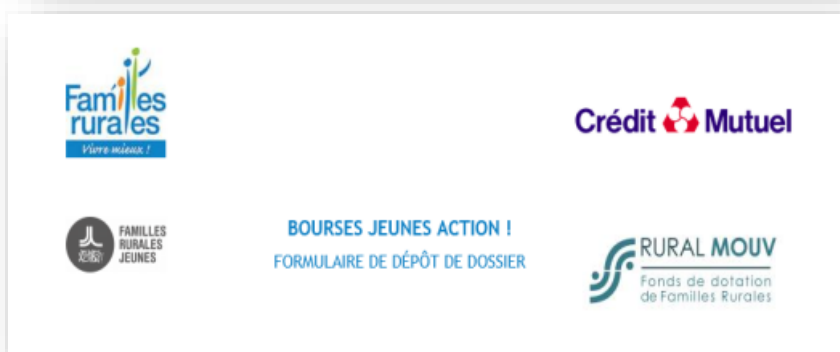 Familles
rurales
Vivre mieux !
Crédit Mutuel
FAMILLES
RURALES
JEUNES
BOURSES JEUNES ACTION !
FORMULAIRE DE DÉPÔT DE DOSSIER
RURAL MOUV
Fonds de dotation
de Familles Rurales